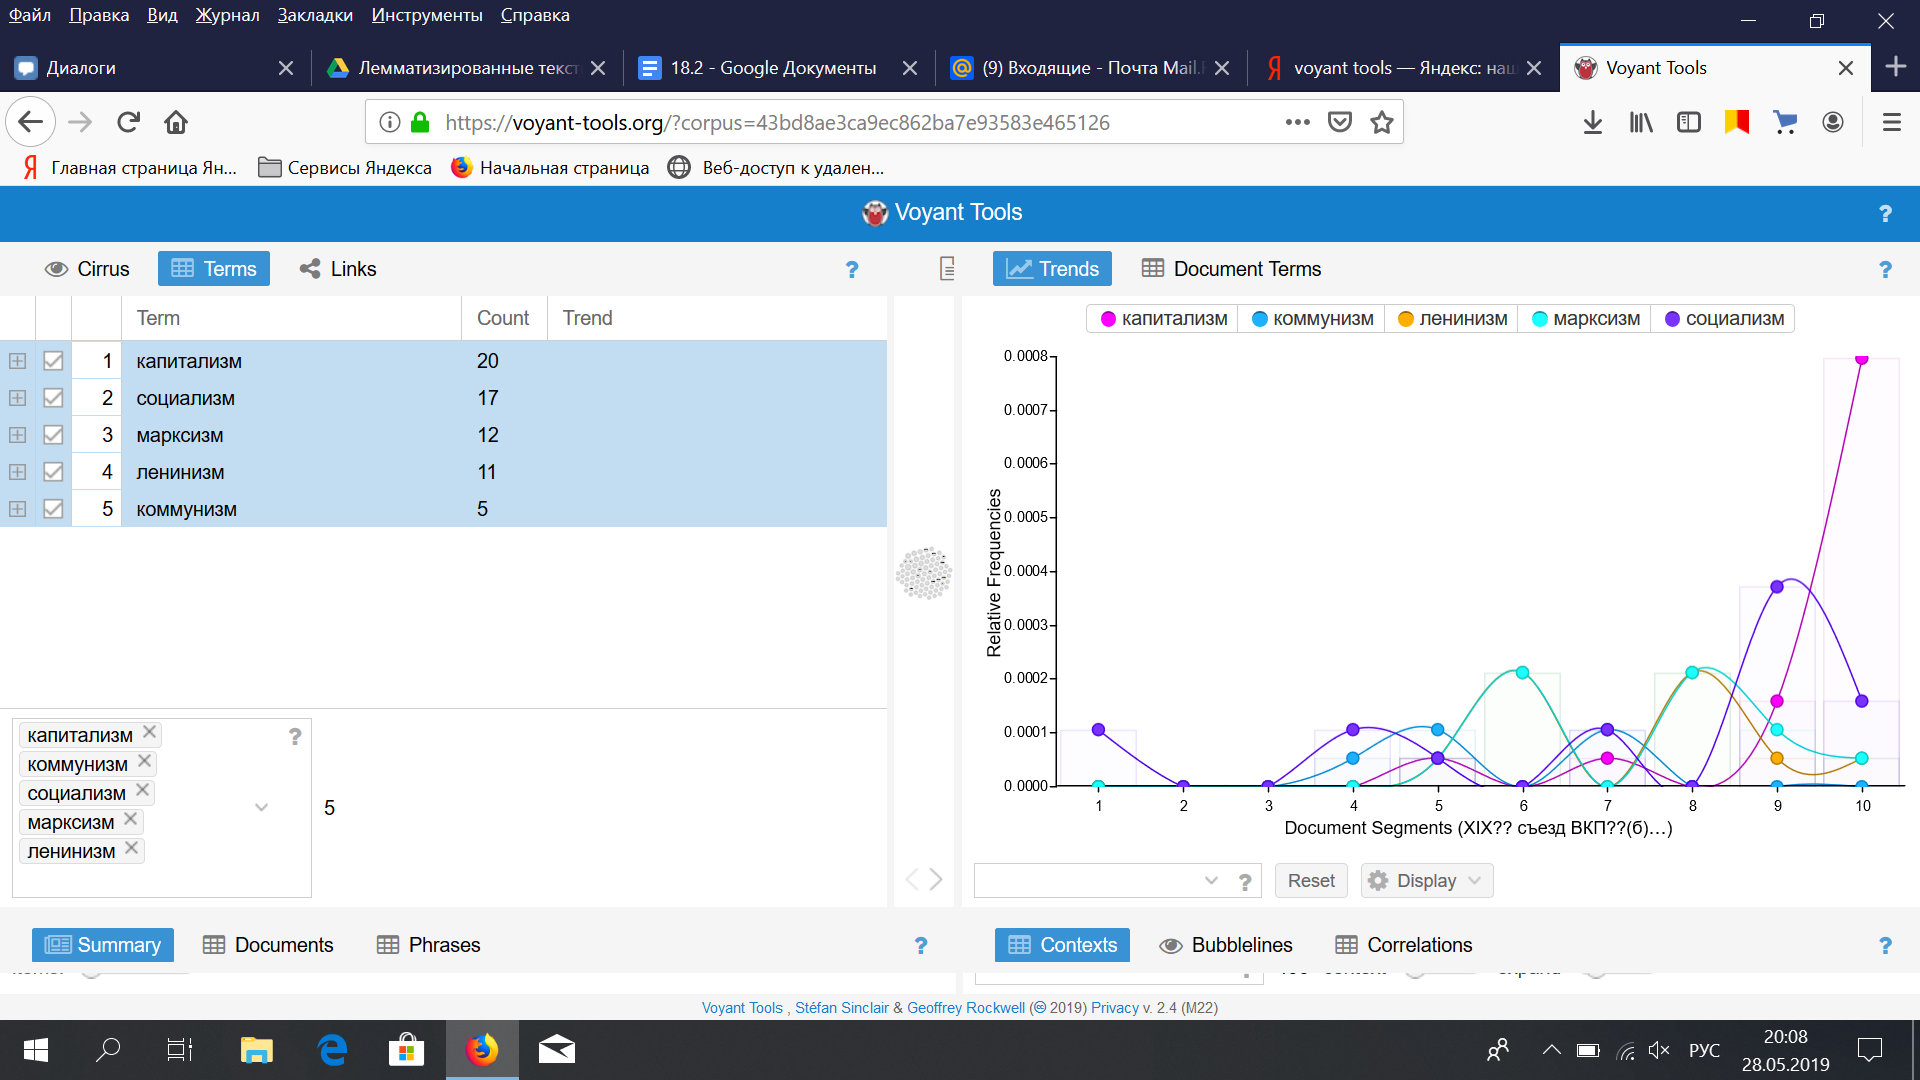 Файл Правка Вид Журнал Закладки Инструменты Справка
Диалоги
Лемматизированные текст
18.2 - Google Документы
(9) Входящие - Почта Mail.
voyant tools — Яндекс: наш
Voyant Tools
https://voyant-tools.org/?corpus=43bd8ae3ca9ec862ba7e93583e465126
Главная страница Ян... Сервисы Яндекса Начальная страница Веб-доступ к удален...
Voyant Tools ?
Cirrus Terms Links ?
Trends Document Terms ?
Term Count Trend
1 капитализм 20
2 социализм 17
3 марксизм 12
4 ленинизм 11
5 коммунизм 5
капитализм
коммунизм
социализм
марксизм
ленинизм
?
5
капитализм коммунизм ленинизм марксизм социализм
Relative Frequencies
0.0008
0.0007
0.0006
0.0005
0.0004
0.0003
0.0002
0.0001
0.0000
1 2 3 4 5 6 7 8 9 10
Document Segments (XIX?? съезд ВКП??(б)...)
? Reset Display
Summary Documents Phrases ?
Contexts Bubblelines Correlations ?
Voyant Tools , Stéfan Sinclair & Geoffrey Rockwell (2019) Privacy v. 2.4 (M22)
РУС
20:08
28.05.2019